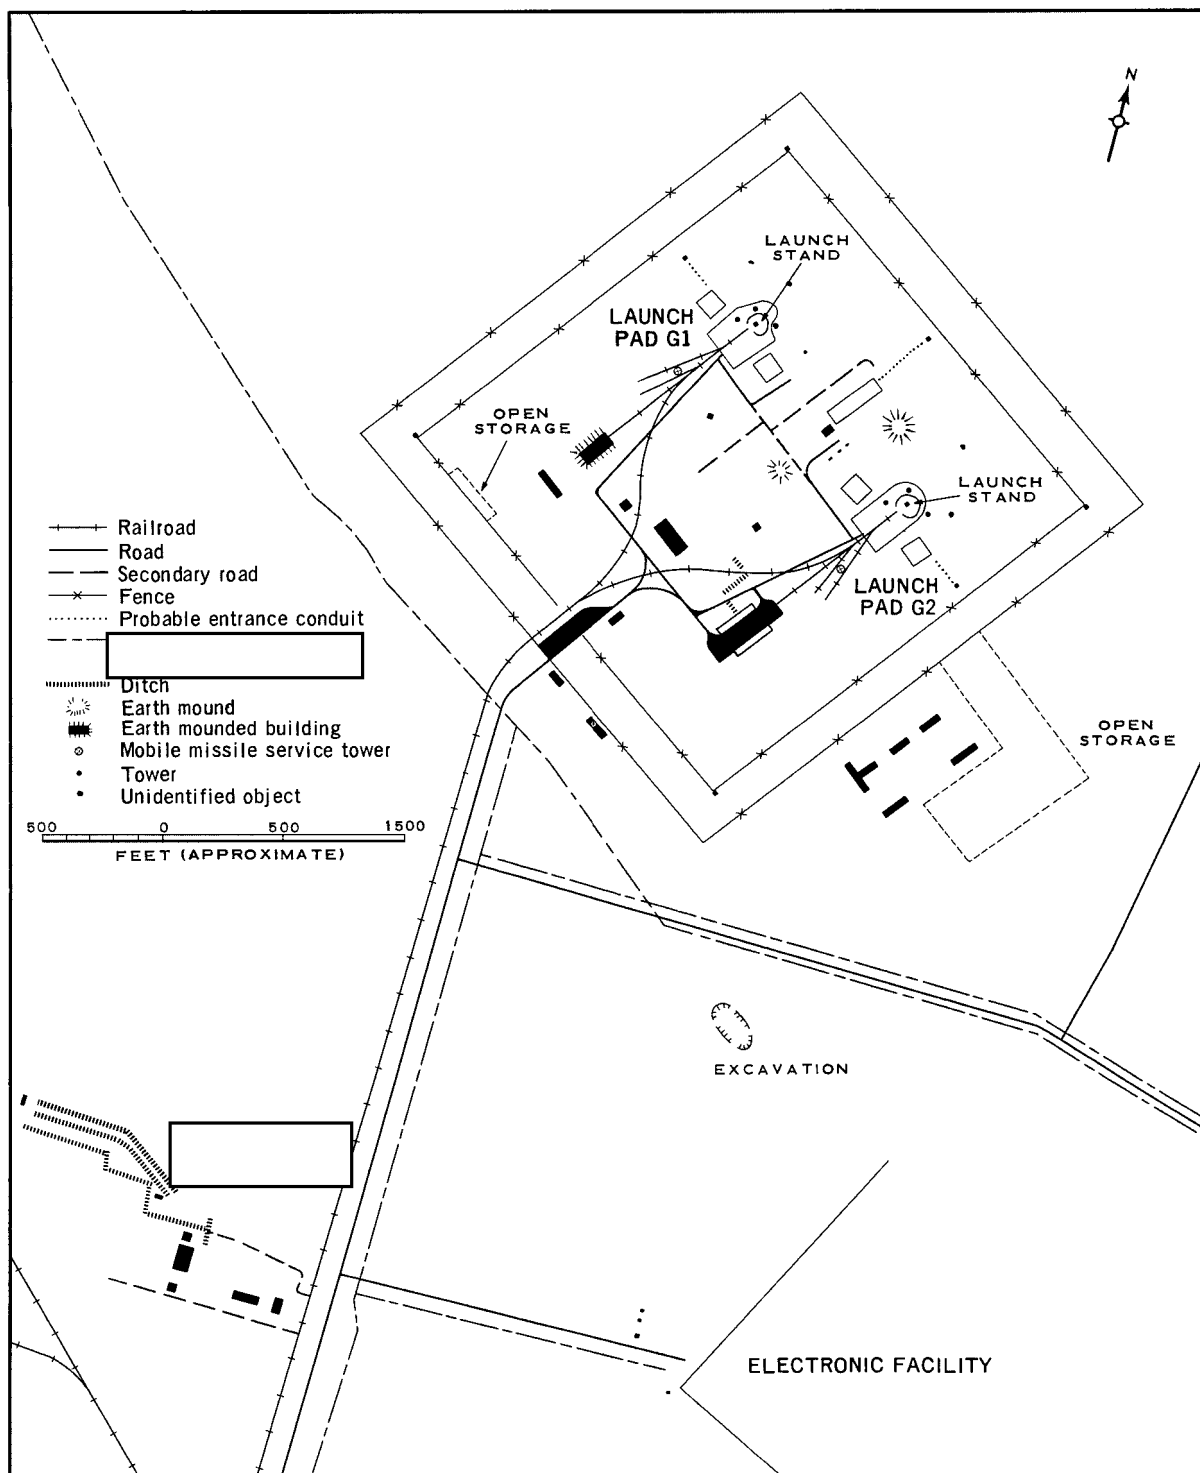 N
LAUNCH
STAND
LAUNCH
PAD G1
OPEN
STORAGE
LAUNCH
STAND
LAUNCH
PAD G2
Railroad
Road
Secondary road
Fence
Probable entrance conduit
Ditch
Earth mound
Earth mounded building
Mobile missile service tower
Tower
Unidentified object
500 0 500 1500
FEET (APPROXIMATE)
OPEN
STORAGE
EXCAVATION
ELECTRONIC FACILITY